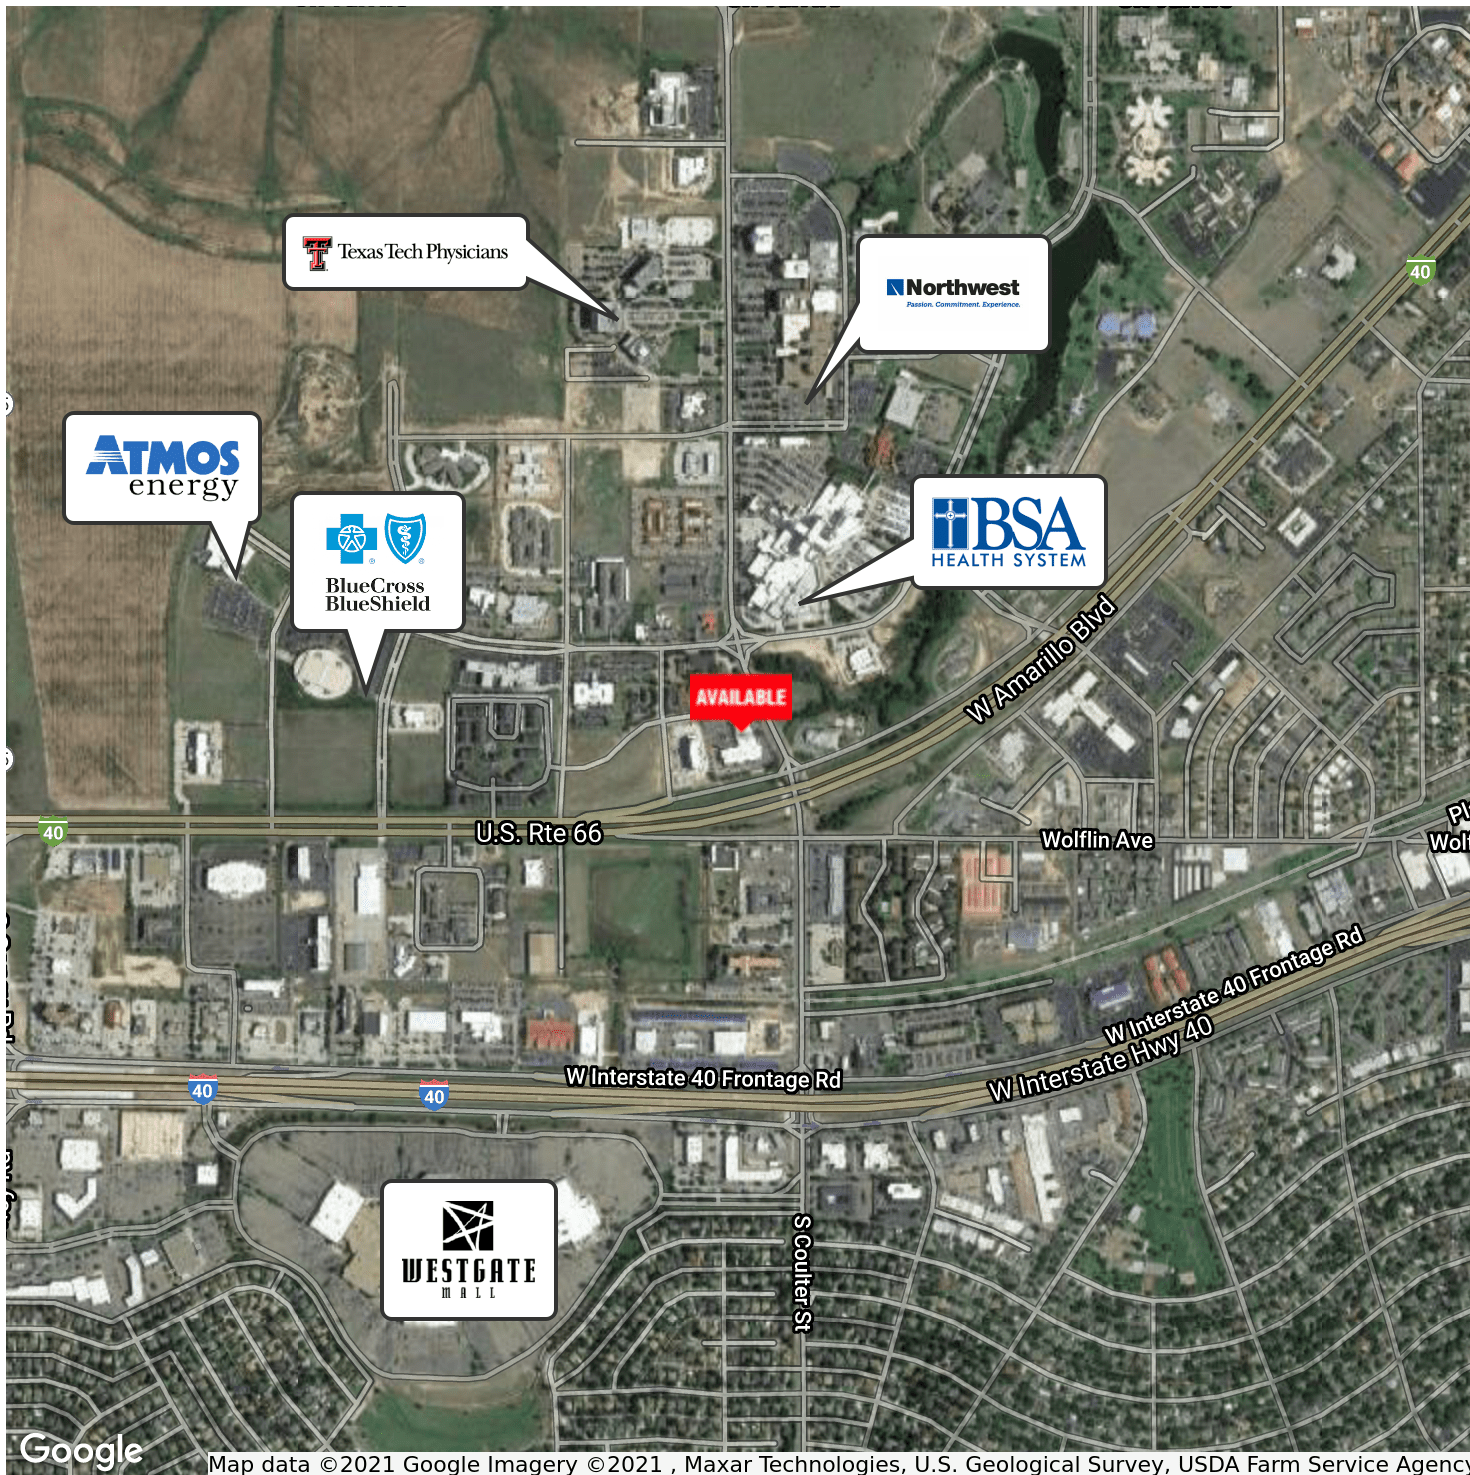 40
Texas Tech Physicians
Northwest
Passion. Commitment. Experience.
ATMOS
energy
BlueCross
BlueShield
BSA
HEALTH SYSTEM
W Amarillo Blvd
AVAILABLE
40
U.S. Rte 66
Wolflin Ave
W Interstate 40 Frontage Rd
W Interstate Hwy 40
W Interstate 40 Frontage Rd
40
40
WESTGATE
MALL
S Coulter St
Google
Map data ©2021 Google Imagery ©2021 , Maxar Technologies, U.S. Geological Survey, USDA Farm Service Agency